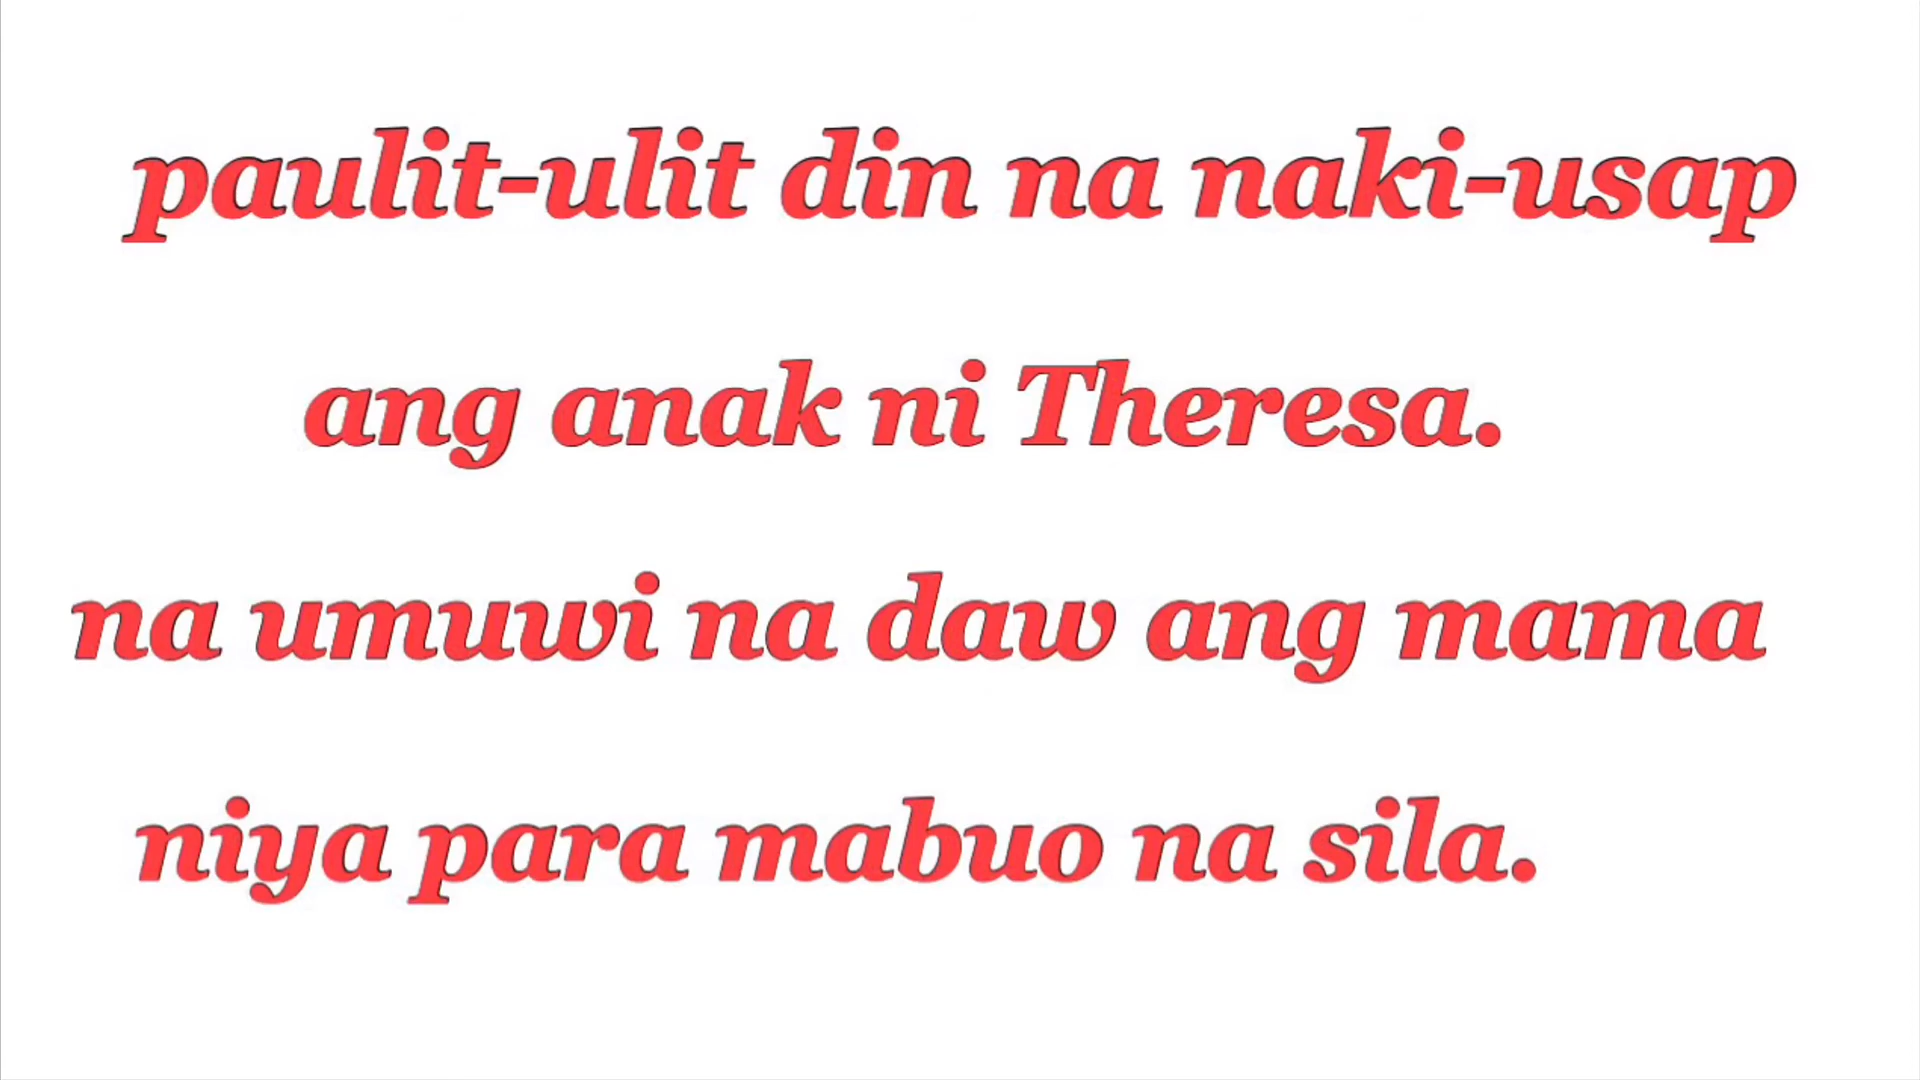 paulit-ulit din na naki-usap
ang anak ni Theresa.
na umuwi na daw ang mama
niya para mabuo na sila.